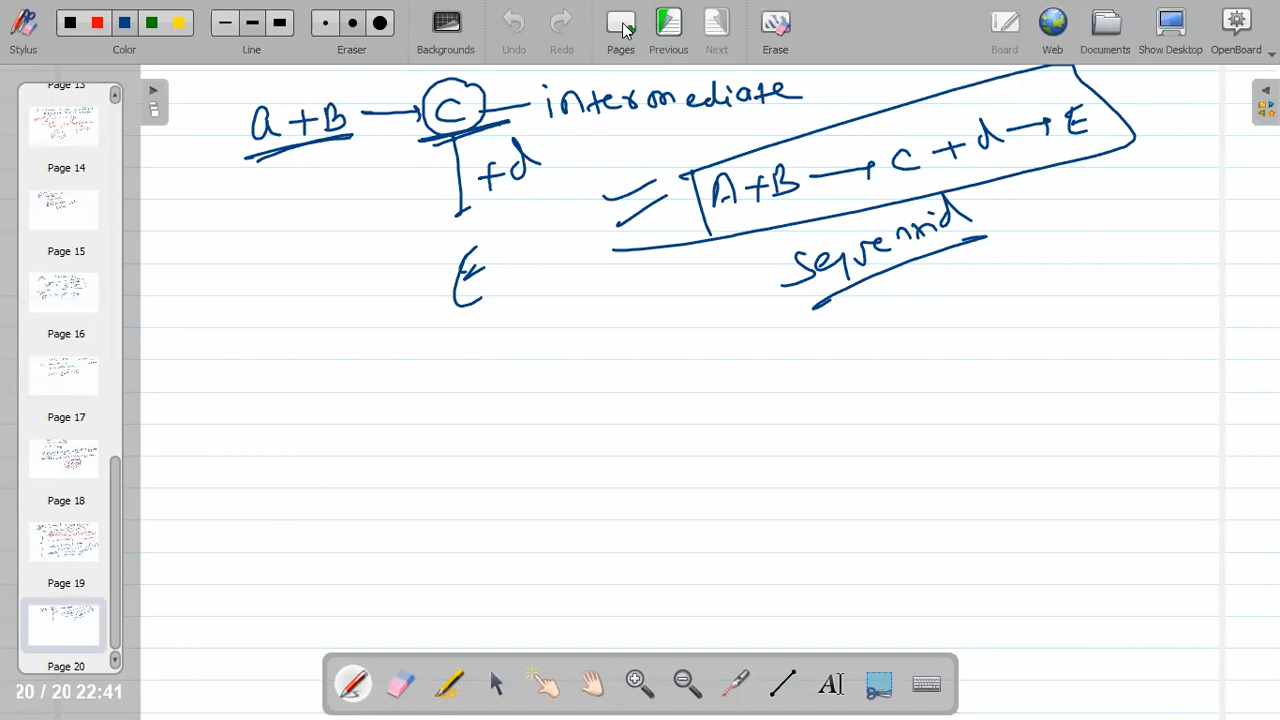 Stylus
Color
Line
Eraser
Backgrounds
Undo
Redo
Pages
Previous
Next
Erase
Board
Web
Documents
Show Desktop
OpenBoard
Page 13
Page 14
Page 15
Page 16
Page 17
Page 18
Page 19
Page 20
20 / 20 22:41
a + B → C — intermediate
+ d
E
= A + B → C + d → E